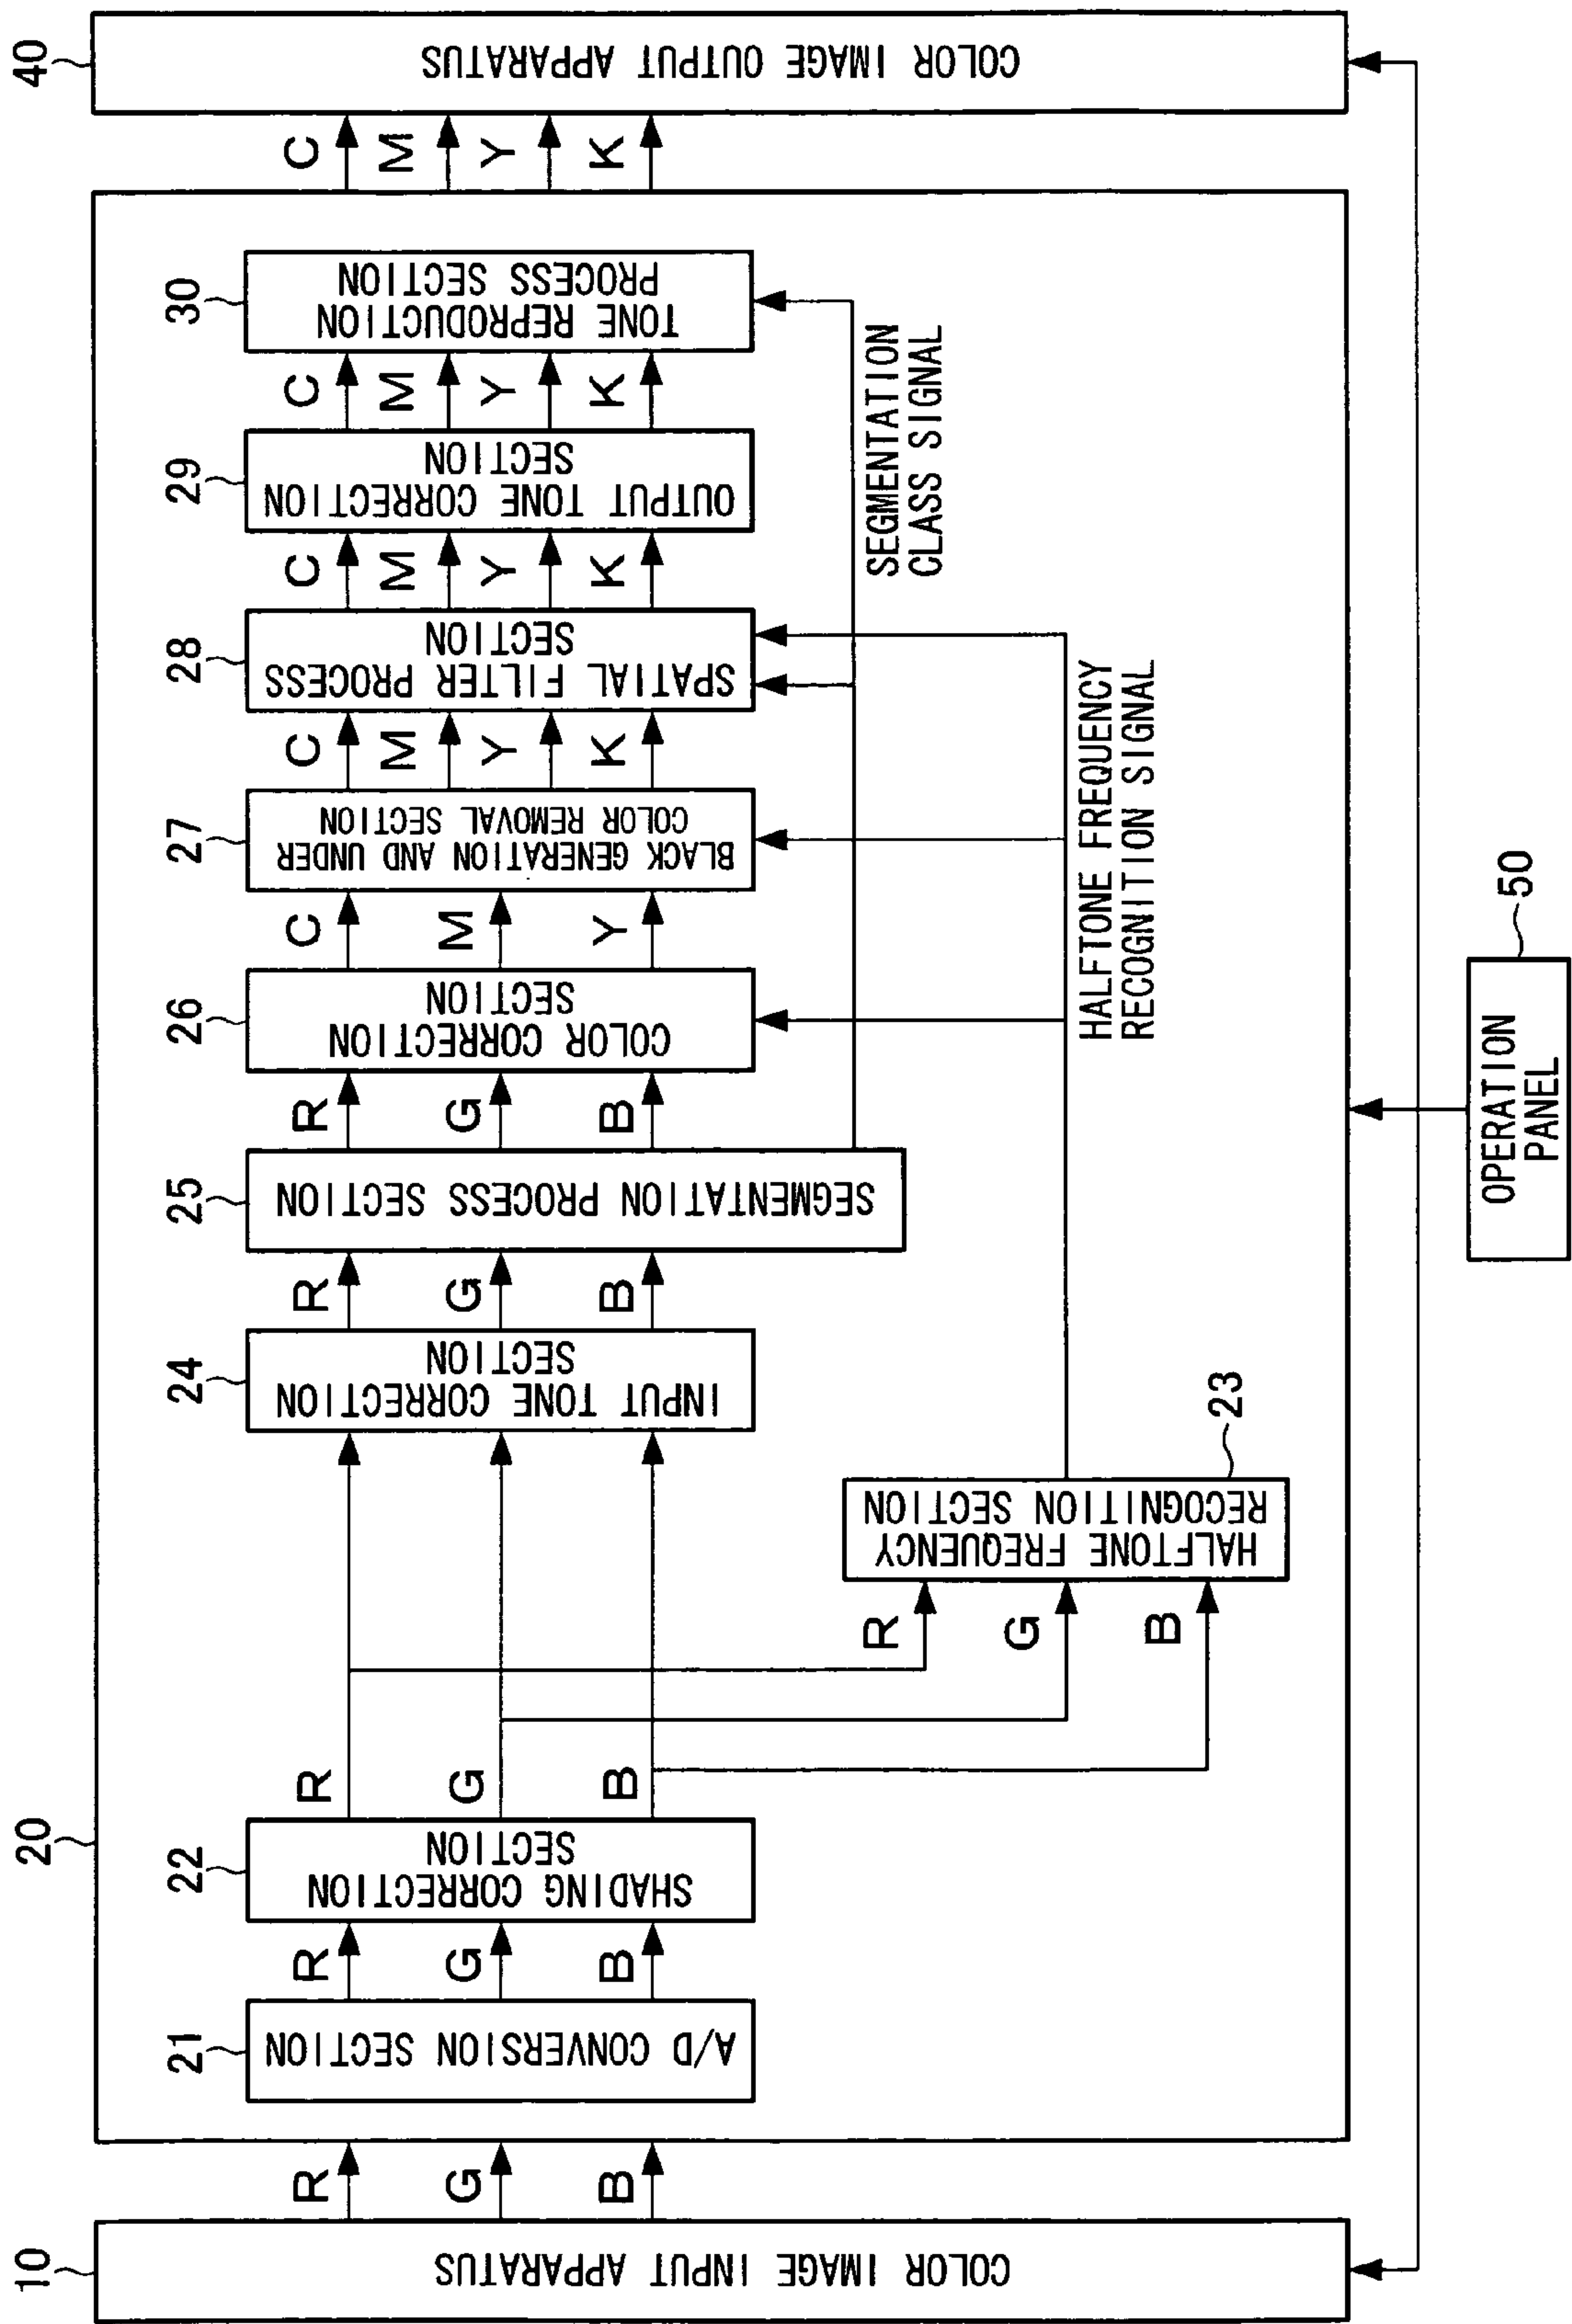 10
COLOR IMAGE INPUT APPARATUS
R
G
B
20
21
A/D CONVERSION SECTION
R
G
B
22
SHADING CORRECTION
SECTION
R
G
B
R
G
B
23
HALFTONE FREQUENCY
RECOGNITION SECTION
24
INPUT TONE CORRECTION
SECTION
R
G
B
25
SEGMENTATION PROCESS SECTION
R
G
B
26
COLOR CORRECTION
SECTION
C
M
Y
27
BLACK GENERATION AND UNDER
COLOR REMOVAL SECTION
C
M
Y
K
28
SPATIAL FILTER PROCESS
SECTION
C
M
Y
K
29
OUTPUT TONE CORRECTION
SECTION
C
M
Y
K
30
TONE REPRODUCTION
PROCESS SECTION
SEGMENTATION
CLASS SIGNAL
HALFTONE FREQUENCY
RECOGNITION SIGNAL
C
M
Y
K
40
COLOR IMAGE OUTPUT APPARATUS
50
OPERATION
PANEL